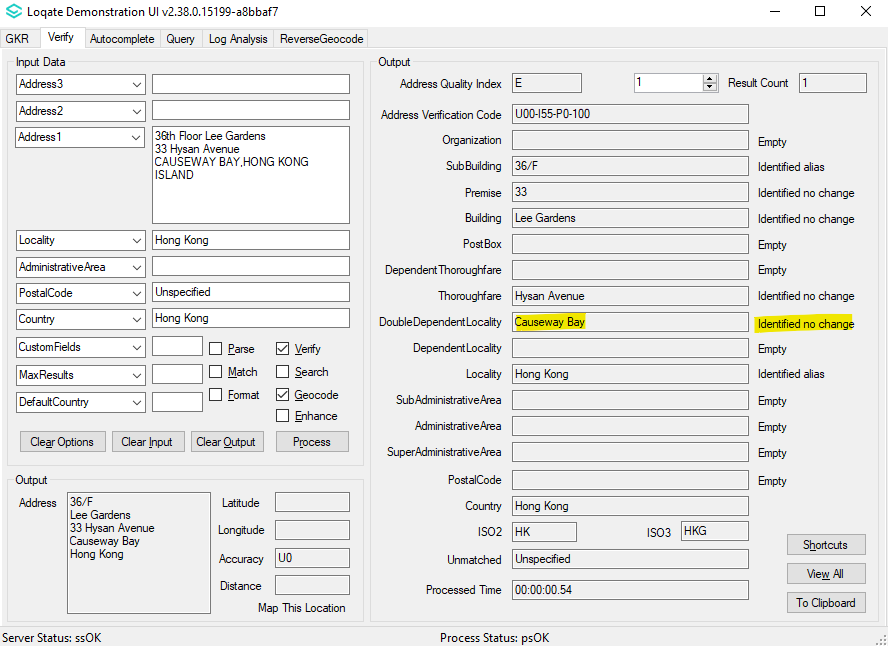 Loqate Demonstration UI v2.38.0.15199-a8bbaf7
GKR Verify Autocomplete Query Log Analysis ReverseGeocode
Input Data
Address3
Address2
Address1
36th Floor Lee Gardens
33 Hysan Avenue
CAUSEWAY BAY,HONG KONG
ISLAND
Locality Hong Kong
AdministrativeArea
PostalCode Unspecified
Country Hong Kong
CustomFields Parse Verify
MaxResults Match Search
DefaultCountry Format Geocode
Enhance
Clear Options Clear Input Clear Output Process
Output
Address
36/F
Lee Gardens
33 Hysan Avenue
Causeway Bay
Hong Kong
Latitude
Longitude
Accuracy U0
Distance
Map This Location
Output
Address Quality Index E 1 Result Count 1
Address Verification Code U00-I55-P0-100
Organization Empty
SubBuilding 36/F Identified alias
Premise 33 Identified no change
Building Lee Gardens Identified no change
PostBox Empty
DependentThoroughfare Empty
Thoroughfare Hysan Avenue Identified no change
DoubleDependentLocality Causeway Bay Identified no change
DependentLocality Empty
Locality Hong Kong Identified alias
SubAdministrativeArea Empty
AdministrativeArea Empty
SuperAdministrativeArea Empty
PostalCode Empty
Country Hong Kong
ISO2 HK ISO3 HKG
Unmatched Unspecified
Processed Time 00:00:00.54
Shortcuts
View All
To Clipboard
Server Status: ssOK Process Status: psOK